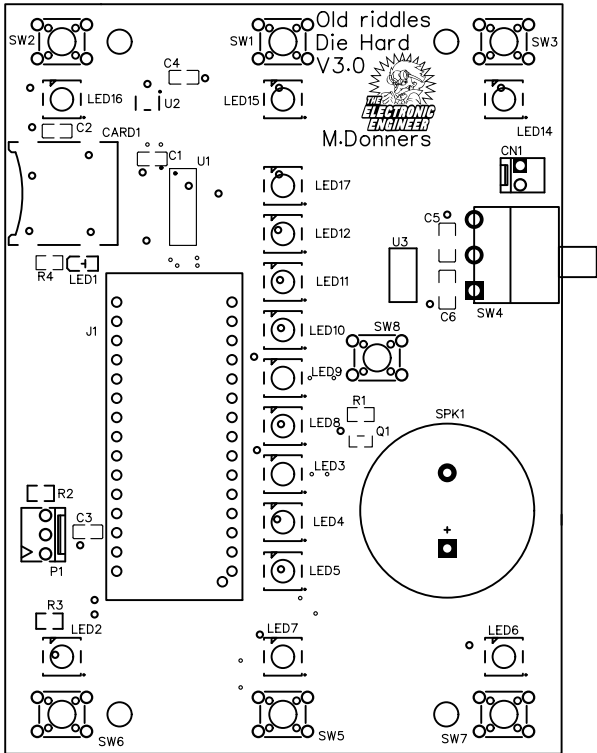 Old riddles
Die Hard
V3.0
THE
ELECTRONIC
ENGINEER
M.Donners
SW2
SW1
SW3
C4
LED16
U2
LED15
LED14
C2
CARD1
C1
U1
CN1
LED17
C5
LED12
U3
R4
LED1
LED11
C6
SW4
J1
LED10
SW8
LED9
R1
SPK1
LED8
Q1
LED3
R2
C3
LED4
+
P1
LED5
R3
LED2
LED7
LED6
SW6
SW5
SW7